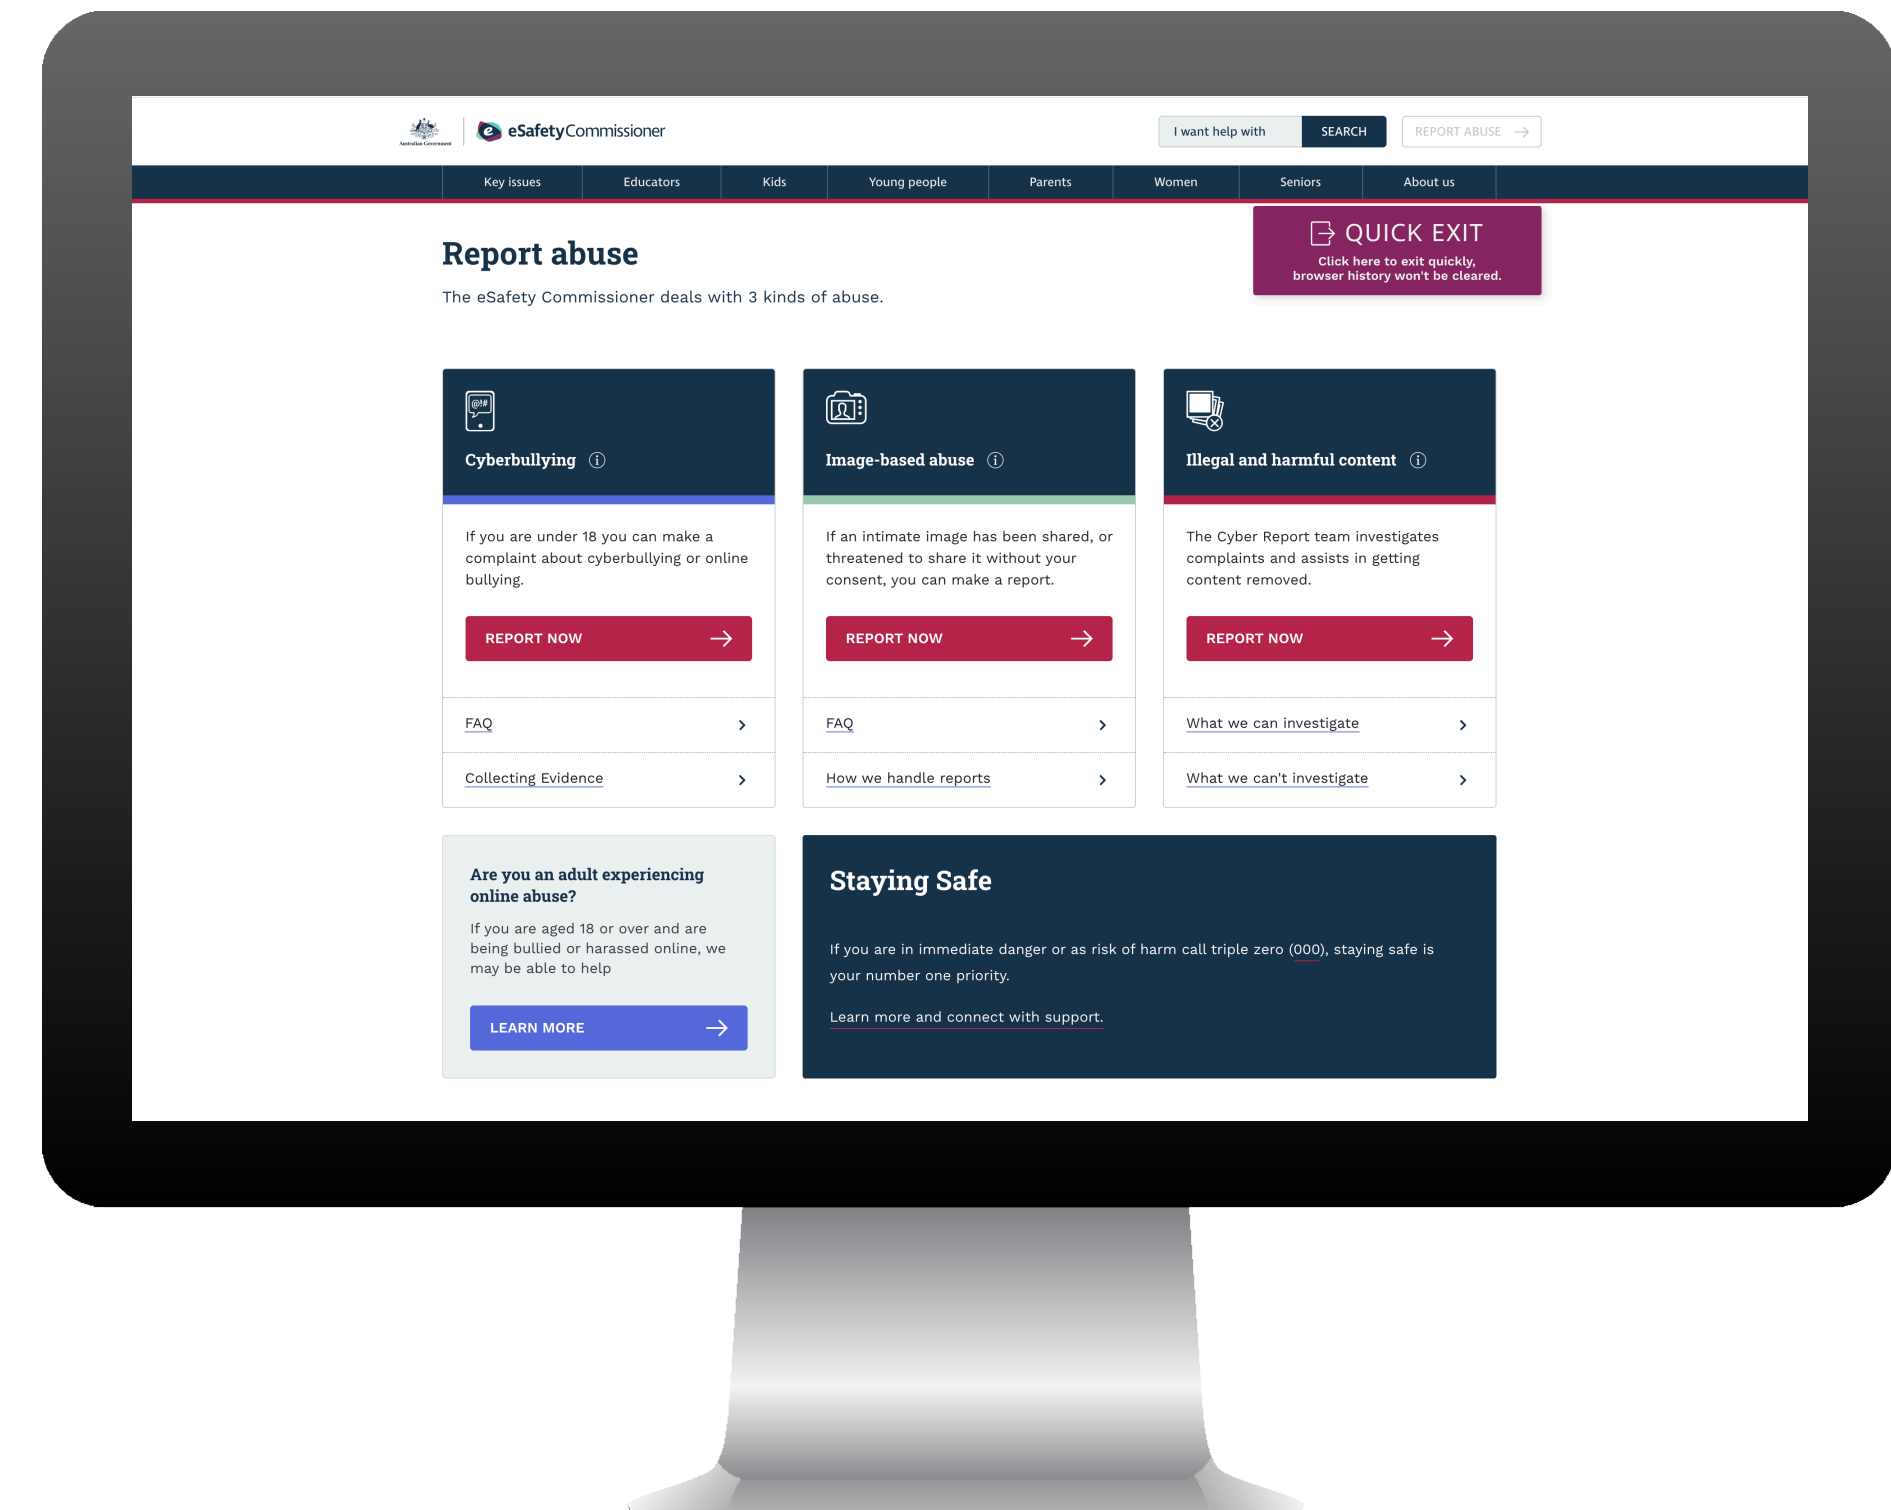 Australian Government
eSafetyCommissioner
I want help with
SEARCH
REPORT ABUSE
Key issues
Educators
Kids
Young people
Parents
Women
Seniors
About us
QUICK EXIT
Click here to exit quickly,
browser history won't be cleared.
Report abuse
The eSafety Commissioner deals with 3 kinds of abuse.
@!#
Cyberbullying
If you are under 18 you can make a
complaint about cyberbullying or online
bullying.
REPORT NOW
FAQ
Collecting Evidence
Image-based abuse
If an intimate image has been shared, or
threatened to share it without your
consent, you can make a report.
REPORT NOW
FAQ
How we handle reports
Illegal and harmful content
The Cyber Report team investigates
complaints and assists in getting
content removed.
REPORT NOW
What we can investigate
What we can't investigate
Are you an adult experiencing
online abuse?
If you are aged 18 or over and are
being bullied or harassed online, we
may be able to help
LEARN MORE
Staying Safe
If you are in immediate danger or as risk of harm call triple zero (000), staying safe is
your number one priority.
Learn more and connect with support.